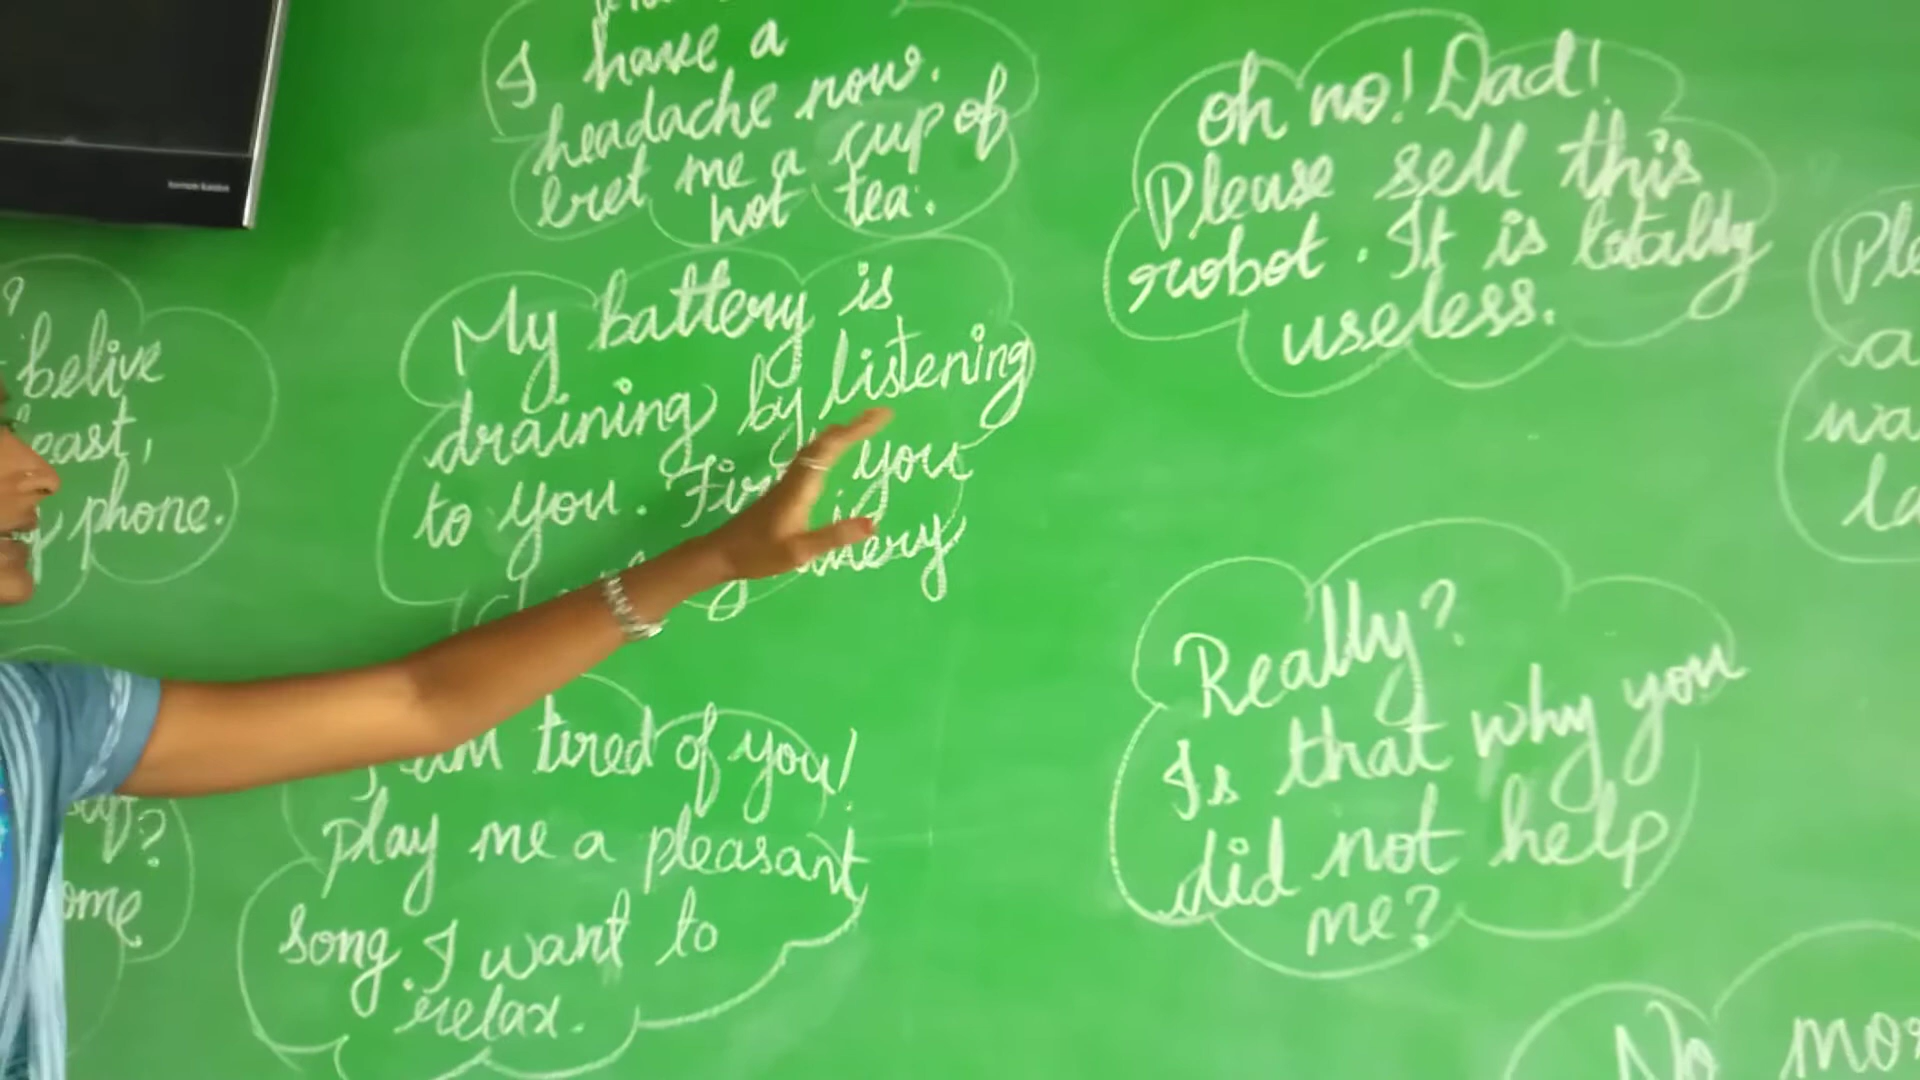 I have a
headache now.
bret me a cup of
hot tea.
My battery is
draining by listening
to you. you
oh no! Dad!
Please sell this
robot. It is totally
useless.
belive
phone.
tired of you!
play me a pleasant
song. I want to
relax.
Really?
Is that why you
did not help
me?
No